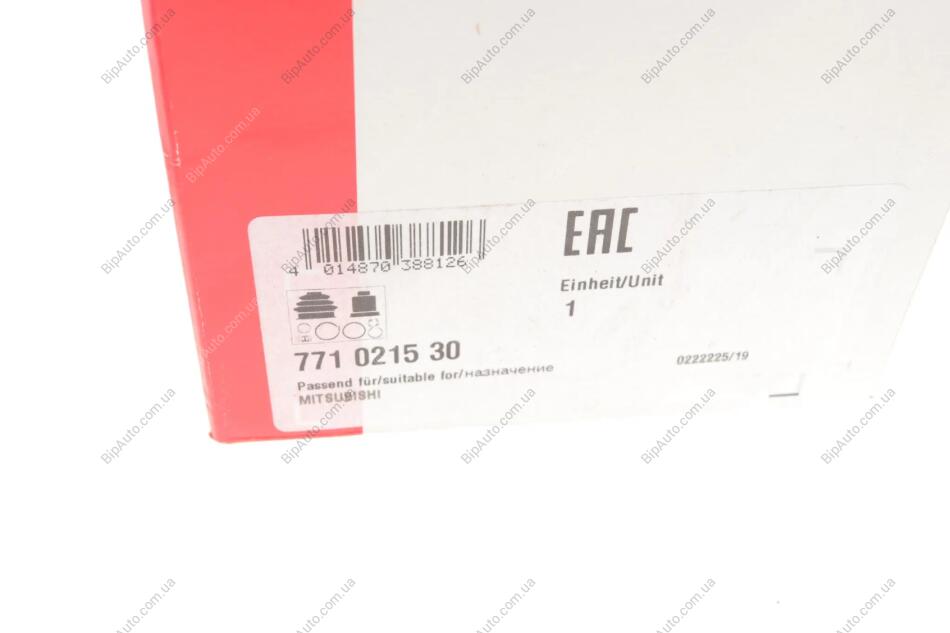 EAC
4 014870 388126
Einheit/Unit
1
771 0215 30
0222225/19
Passend für/suitable for/назначение
MITSUBISHI
BipAuto.com.ua